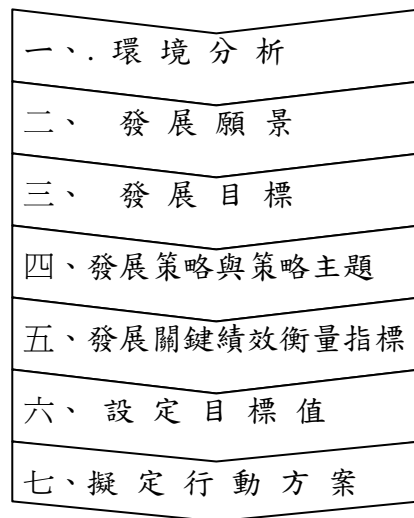 一、. 環 境 分 析
二、 發 展 願 景
三、 發 展 目 標
四、發展策略與策略主題
五、發展關鍵績效衡量指標
六、 設 定 目 標 值
七、擬 定 行 動 方 案